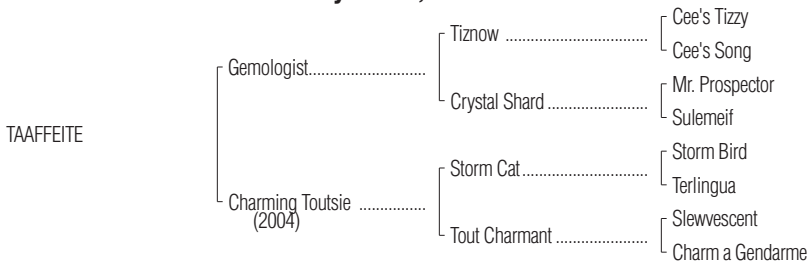 Cee's Tizzy
Tiznow ..................................
Cee's Song
Gemologist...........................
Mr. Prospector
Crystal Shard .......................
Sulemeif
TAAFFEITE
Storm Bird
Storm Cat.............................
Terlingua
Charming Toutsie ................
(2004)
Slewvescent
Tout Charmant .....................
Charm a Gendarme